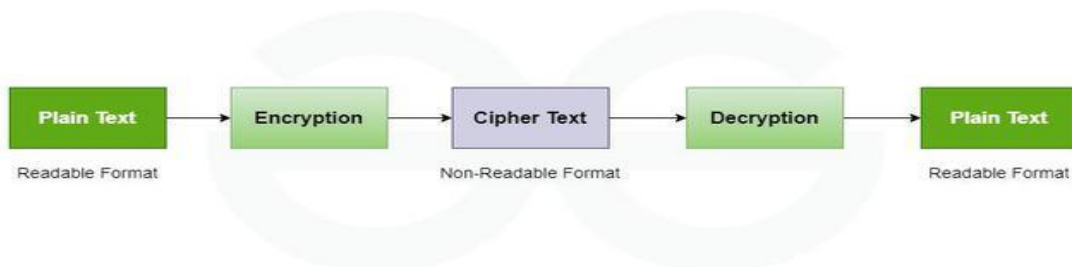 Plain Text
Encryption
Cipher Text
Decryption
Plain Text
Readable Format
Non-Readable Format
Readable Format